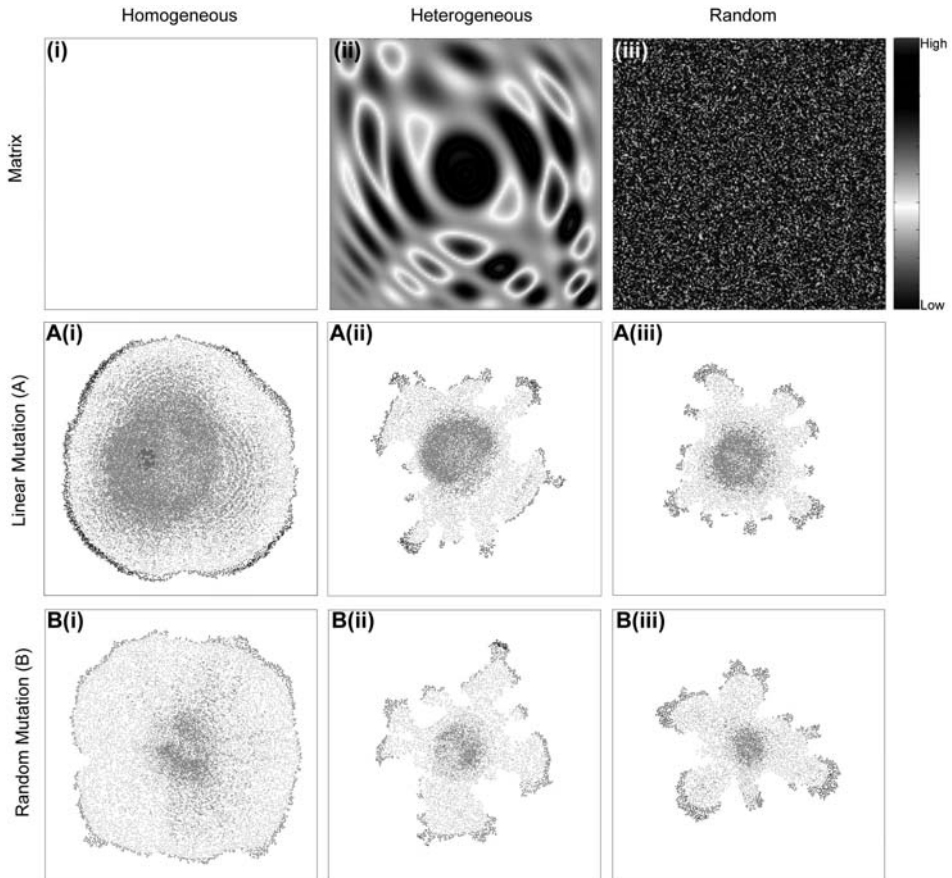 Homogeneous
Heterogeneous
Random
Matrix
(i)
(ii)
(iii)
High
Low
Linear Mutation (A)
A(i)
A(ii)
A(iii)
Random Mutation (B)
B(i)
B(ii)
B(iii)